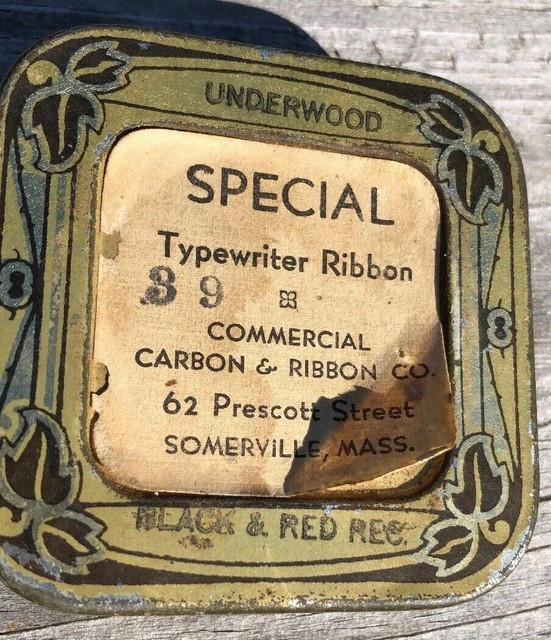 UNDERWOOD
SPECIAL
Typewriter Ribbon
39
COMMERCIAL
CARBON & RIBBON CO.
62 Prescott Street
SOMERVILLE, MASS.
BLACK & RED REC.